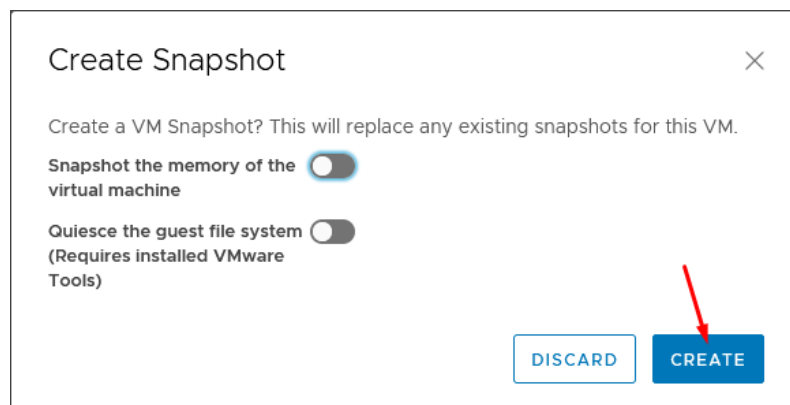 Create Snapshot
Create a VM Snapshot? This will replace any existing snapshots for this VM.
Snapshot the memory of the
virtual machine
Quiesce the guest file system
(Requires installed VMware
Tools)
DISCARD
CREATE